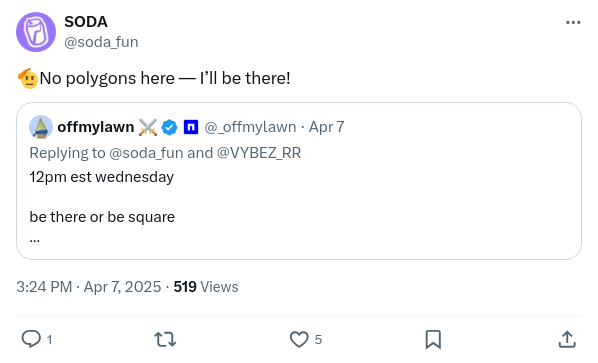 SODA
@soda_fun
🫡No polygons here — I’ll be there!
offmylawn ⚔️ @_offmylawn · Apr 7
Replying to @soda_fun and @VYBEZ_RR
12pm est wednesday
be there or be square
...
3:24 PM · Apr 7, 2025 · 519 Views
1
5